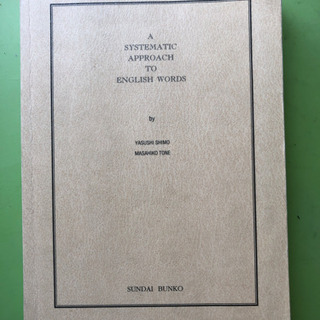 A
SYSTEMATIC
APPROACH
TO
ENGLISH WORDS
by
YASUSHI SHIMO
MASAHIKO TONE
SUNDAI BUNKO